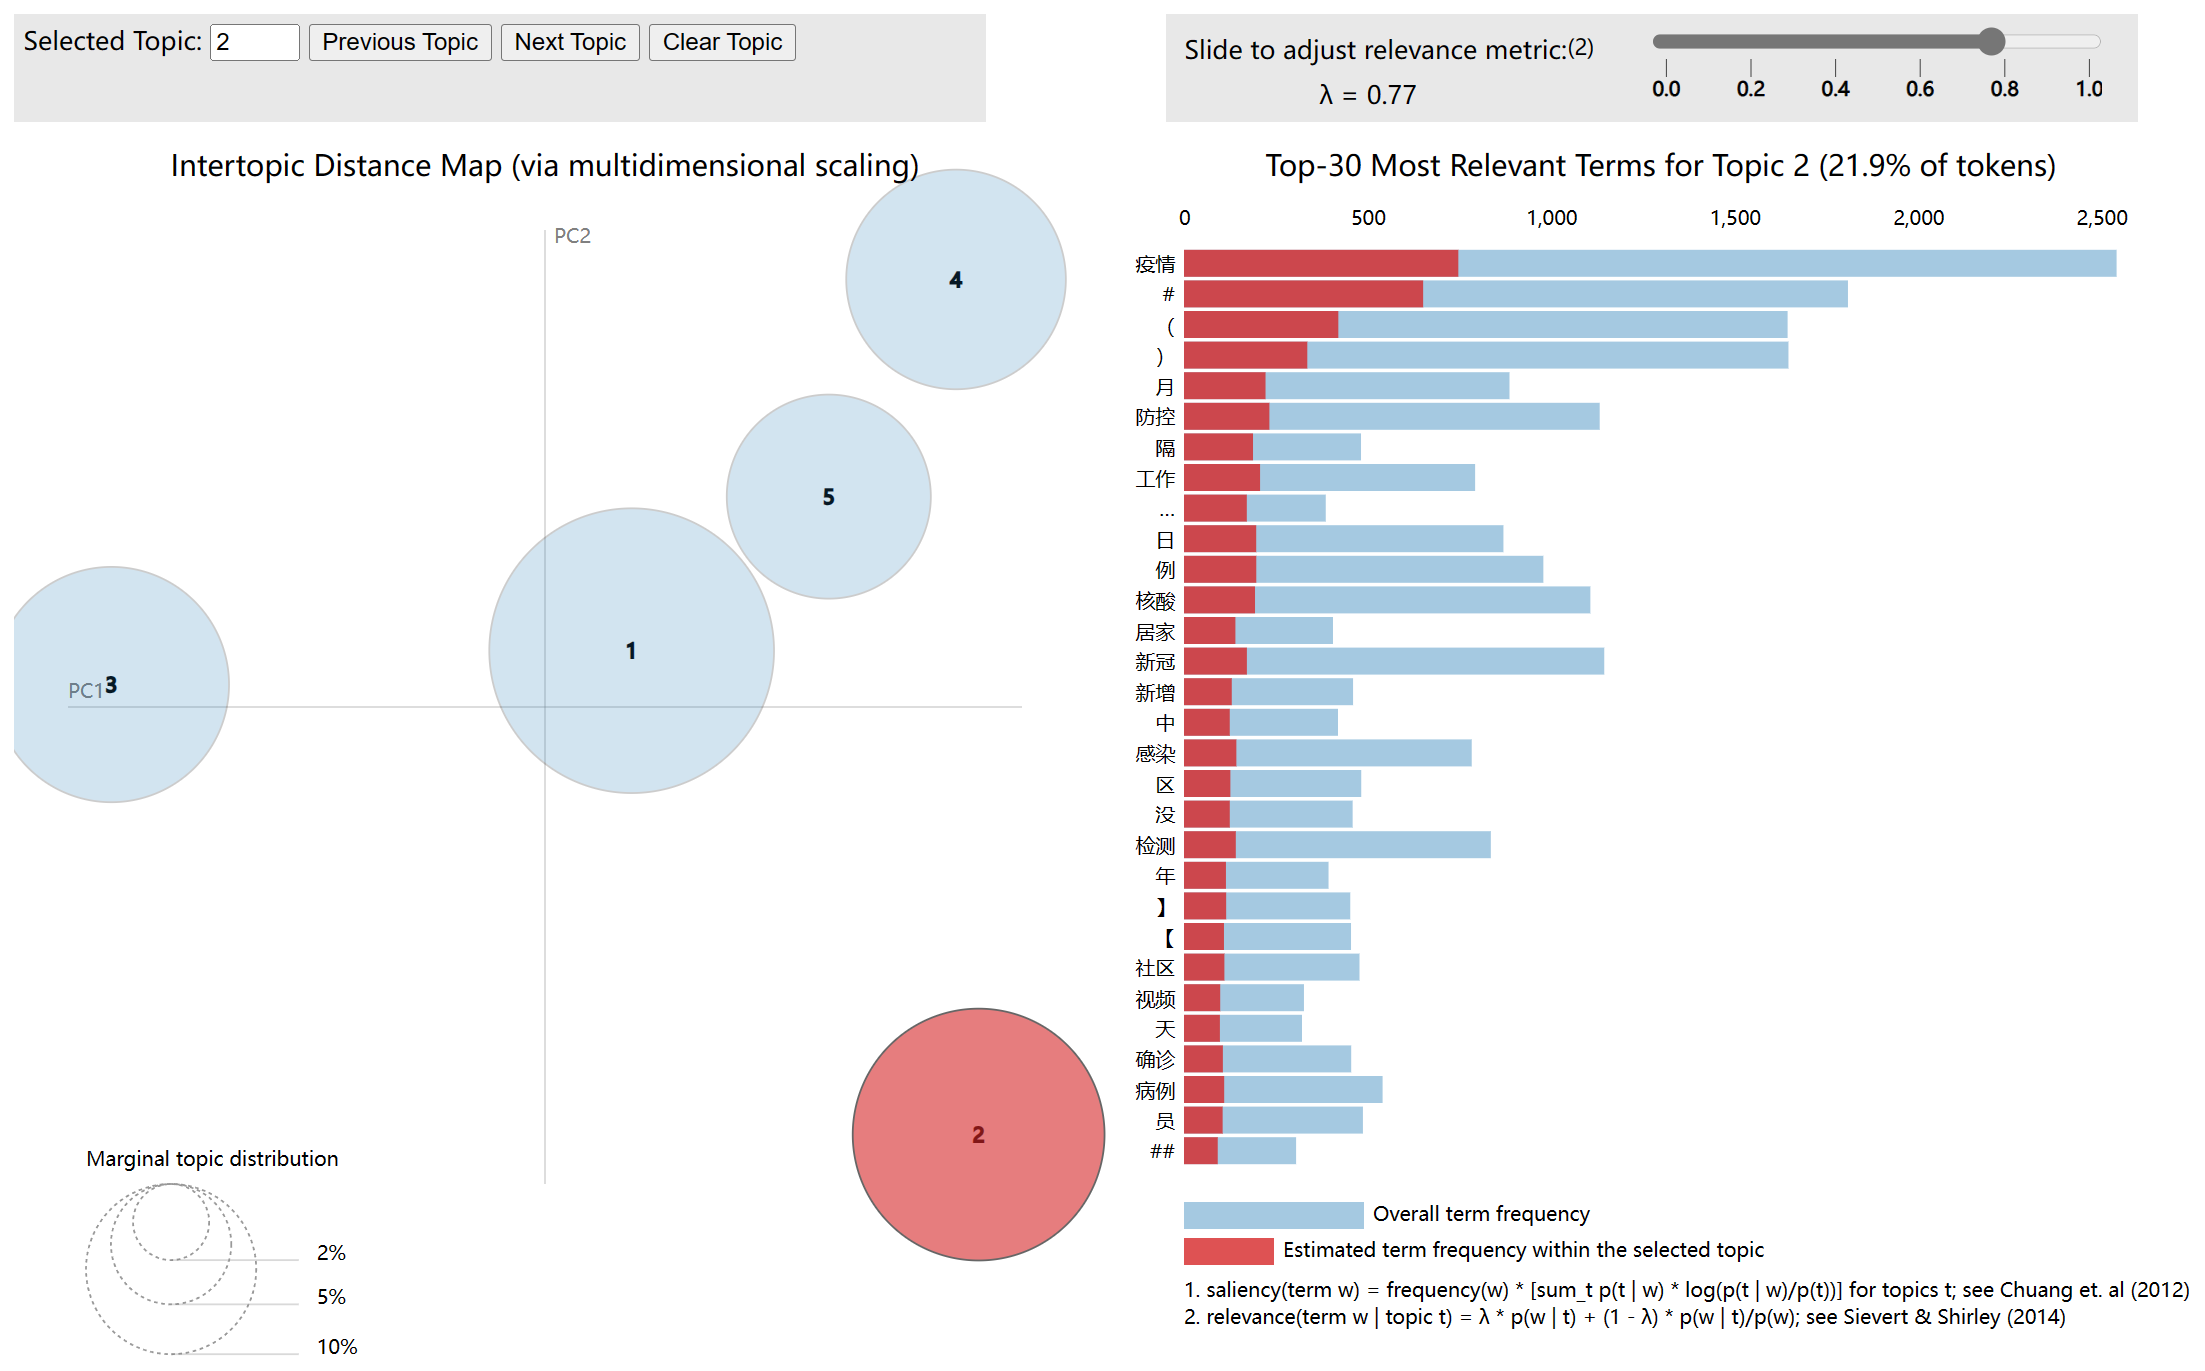 Selected Topic: 2 Previous Topic Next Topic Clear Topic
Slide to adjust relevance metric:(2)
λ = 0.77
0.0 0.2 0.4 0.6 0.8 1.0
Intertopic Distance Map (via multidimensional scaling)
PC2
4
5
1
PC1
3
2
Marginal topic distribution
2%
5%
10%
Top-30 Most Relevant Terms for Topic 2 (21.9% of tokens)
0 500 1,000 1,500 2,000 2,500
疫情
#
（
）
月
防控
隔
工作
...
日
例
核酸
居家
新冠
新增
中
感染
区
没
检测
年
】
【
社区
视频
天
确诊
病例
员
##
Overall term frequency
Estimated term frequency within the selected topic
1. saliency(term w) = frequency(w) * [sum_t p(t | w) * log(p(t | w)/p(t))] for topics t; see Chuang et. al (2012)
2. relevance(term w | topic t) = λ * p(w | t) + (1 - λ) * p(w | t)/p(w); see Sievert & Shirley (2014)